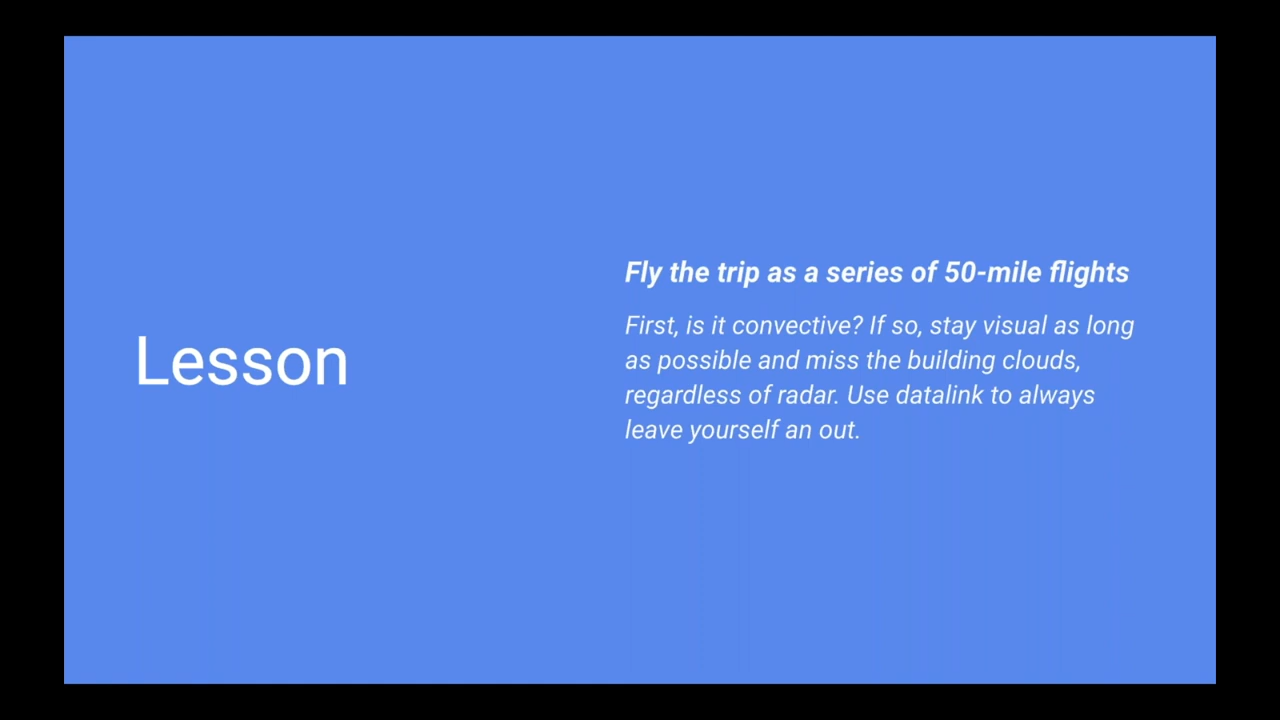 Lesson
Fly the trip as a series of 50-mile flights
First, is it convective? If so, stay visual as long
as possible and miss the building clouds,
regardless of radar. Use datalink to always
leave yourself an out.